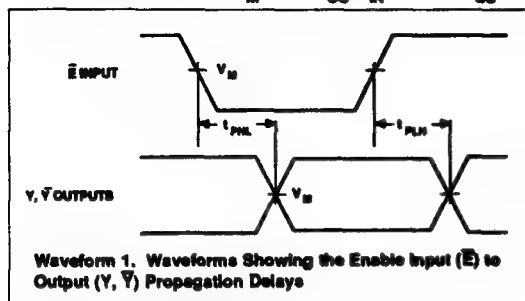 Ē INPUT
V_M
t_PHL
t_PLH
Y, Ȳ OUTPUTS
V_M
Waveform 1. Waveforms Showing the Enable Input (Ē) to
Output (Y, Ȳ) Propagation Delays